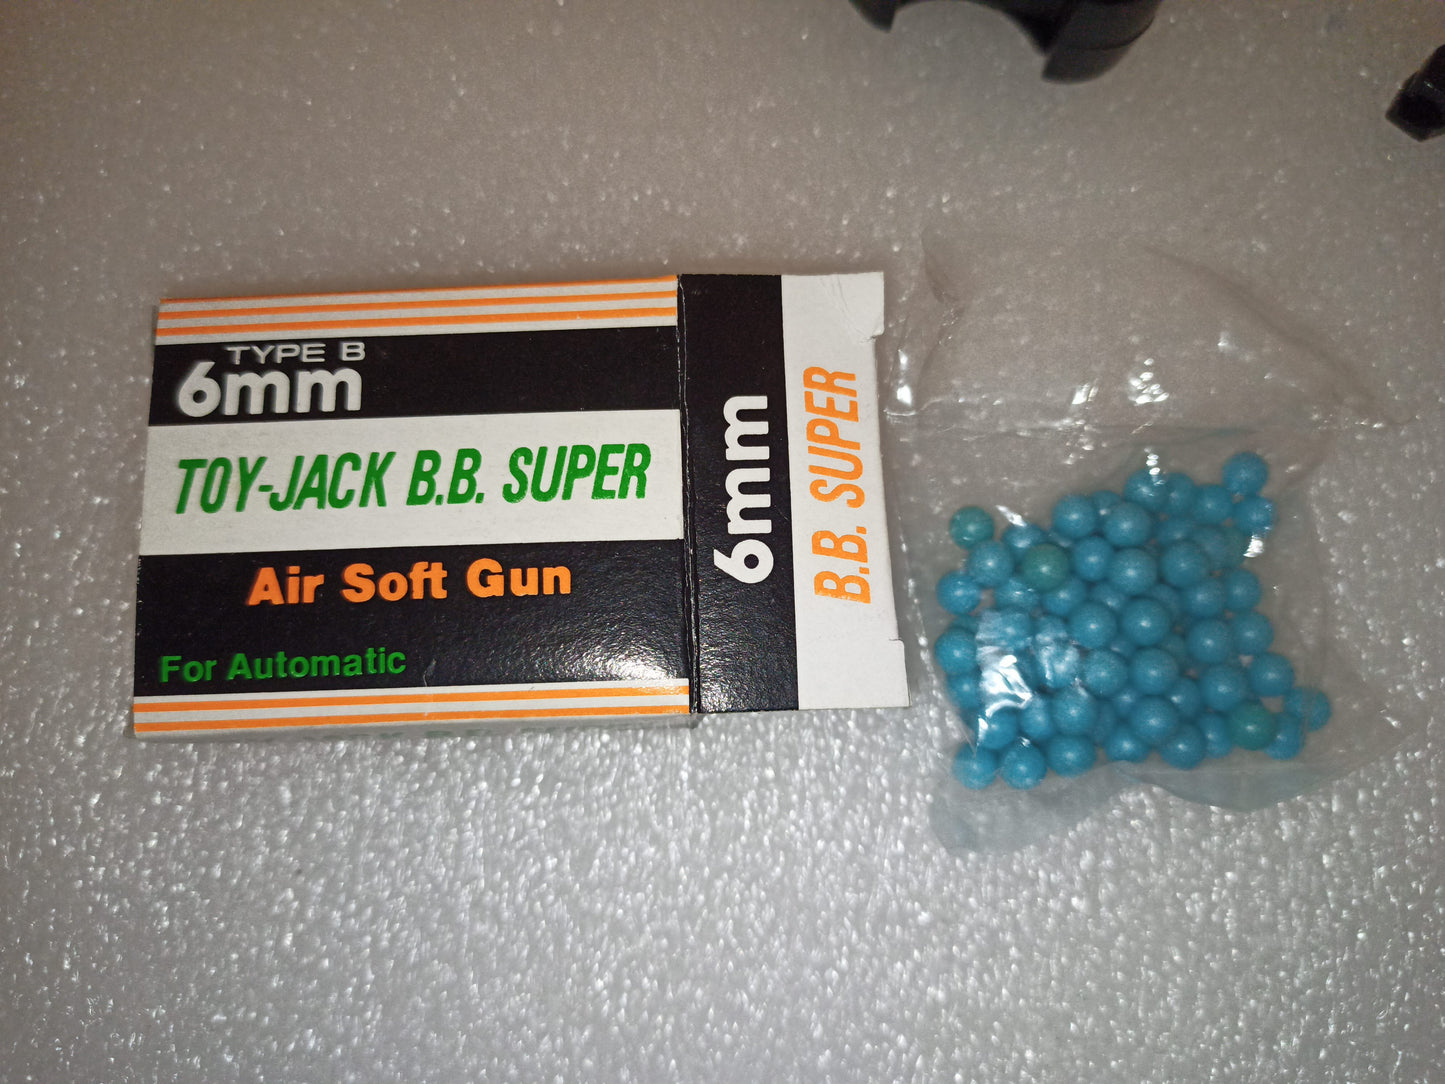 TYPE B
6mm
TOY-JACK B.B. SUPER
Air Soft Gun
For Automatic
6mm
B.B. SUPER